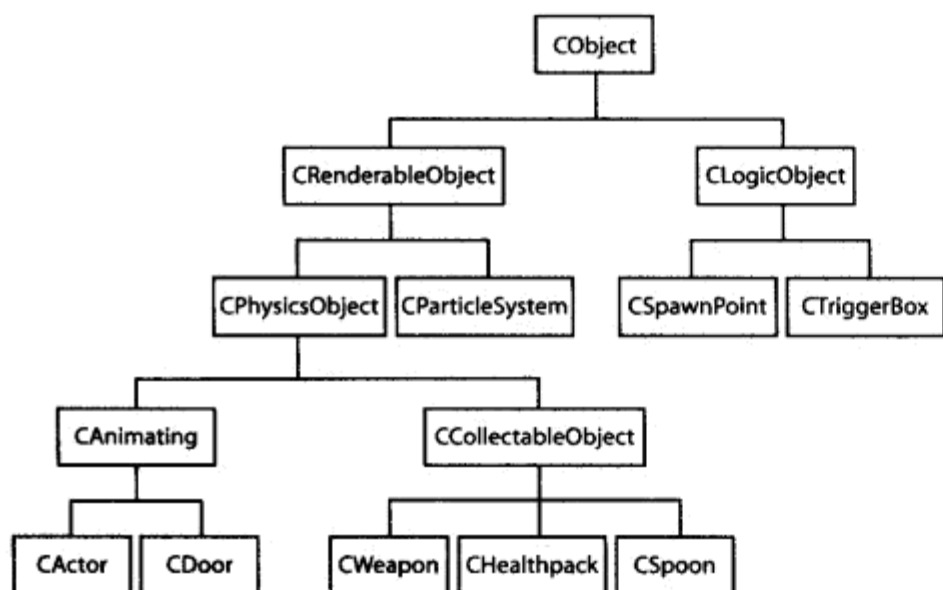 CObject
CRenderableObject
CLogicObject
CPhysicsObject
CParticleSystem
CSpawnPoint
CTriggerBox
CAnimating
CCollectableObject
CActor
CDoor
CWeapon
CHealthpack
CSpoon